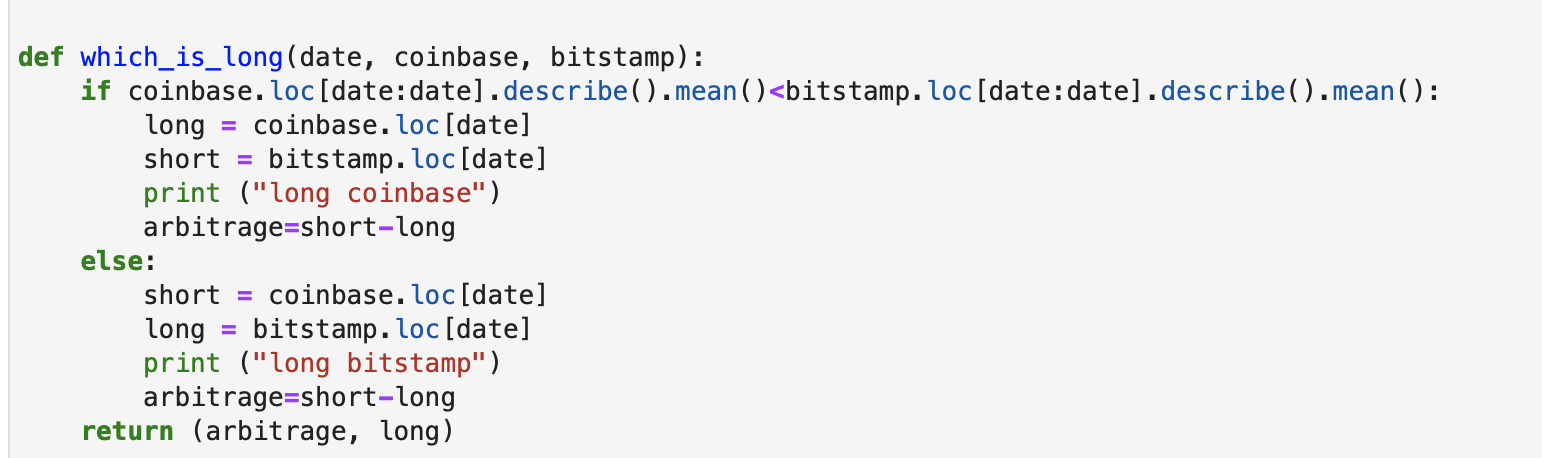 def which_is_long(date, coinbase, bitstamp):
    if coinbase.loc[date:date].describe().mean()<bitstamp.loc[date:date].describe().mean():
        long = coinbase.loc[date]
        short = bitstamp.loc[date]
        print ("long coinbase")
        arbitrage=short-long
    else:
        short = coinbase.loc[date]
        long = bitstamp.loc[date]
        print ("long bitstamp")
        arbitrage=short-long
    return (arbitrage, long)